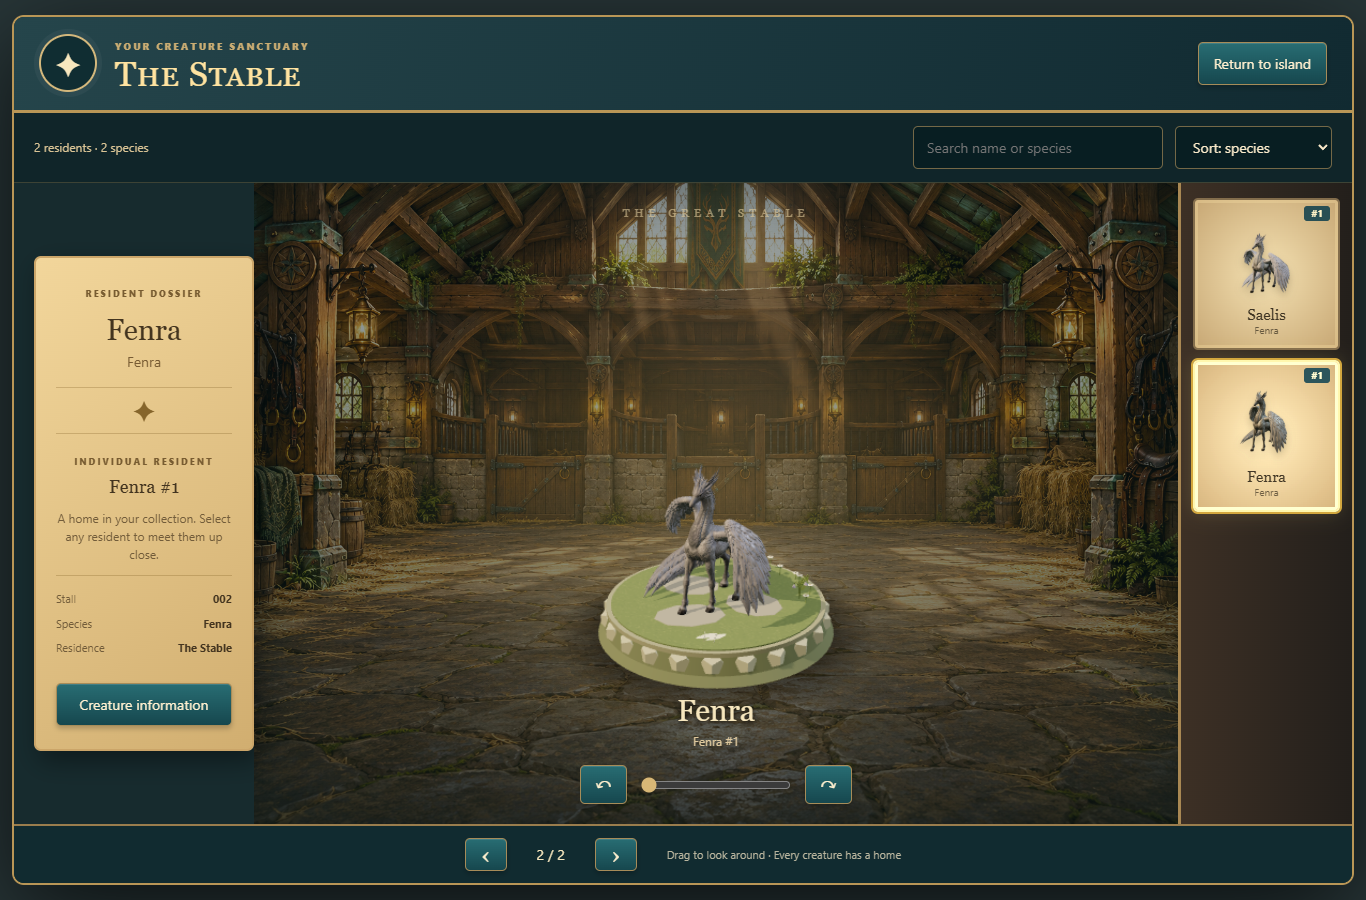 YOUR CREATURE SANCTUARY
The Stable
Return to island
2 residents · 2 species
Search name or species
Sort: species
THE GREAT STABLE
RESIDENT DOSSIER
Fenra
Fenra
INDIVIDUAL RESIDENT
Fenra #1
A home in your collection. Select
any resident to meet them up
close.
Stall 002
Species Fenra
Residence The Stable
Creature information
Fenra
Fenra #1
#1
Saelis
Fenra
#1
Fenra
Fenra
2 / 2
Drag to look around · Every creature has a home